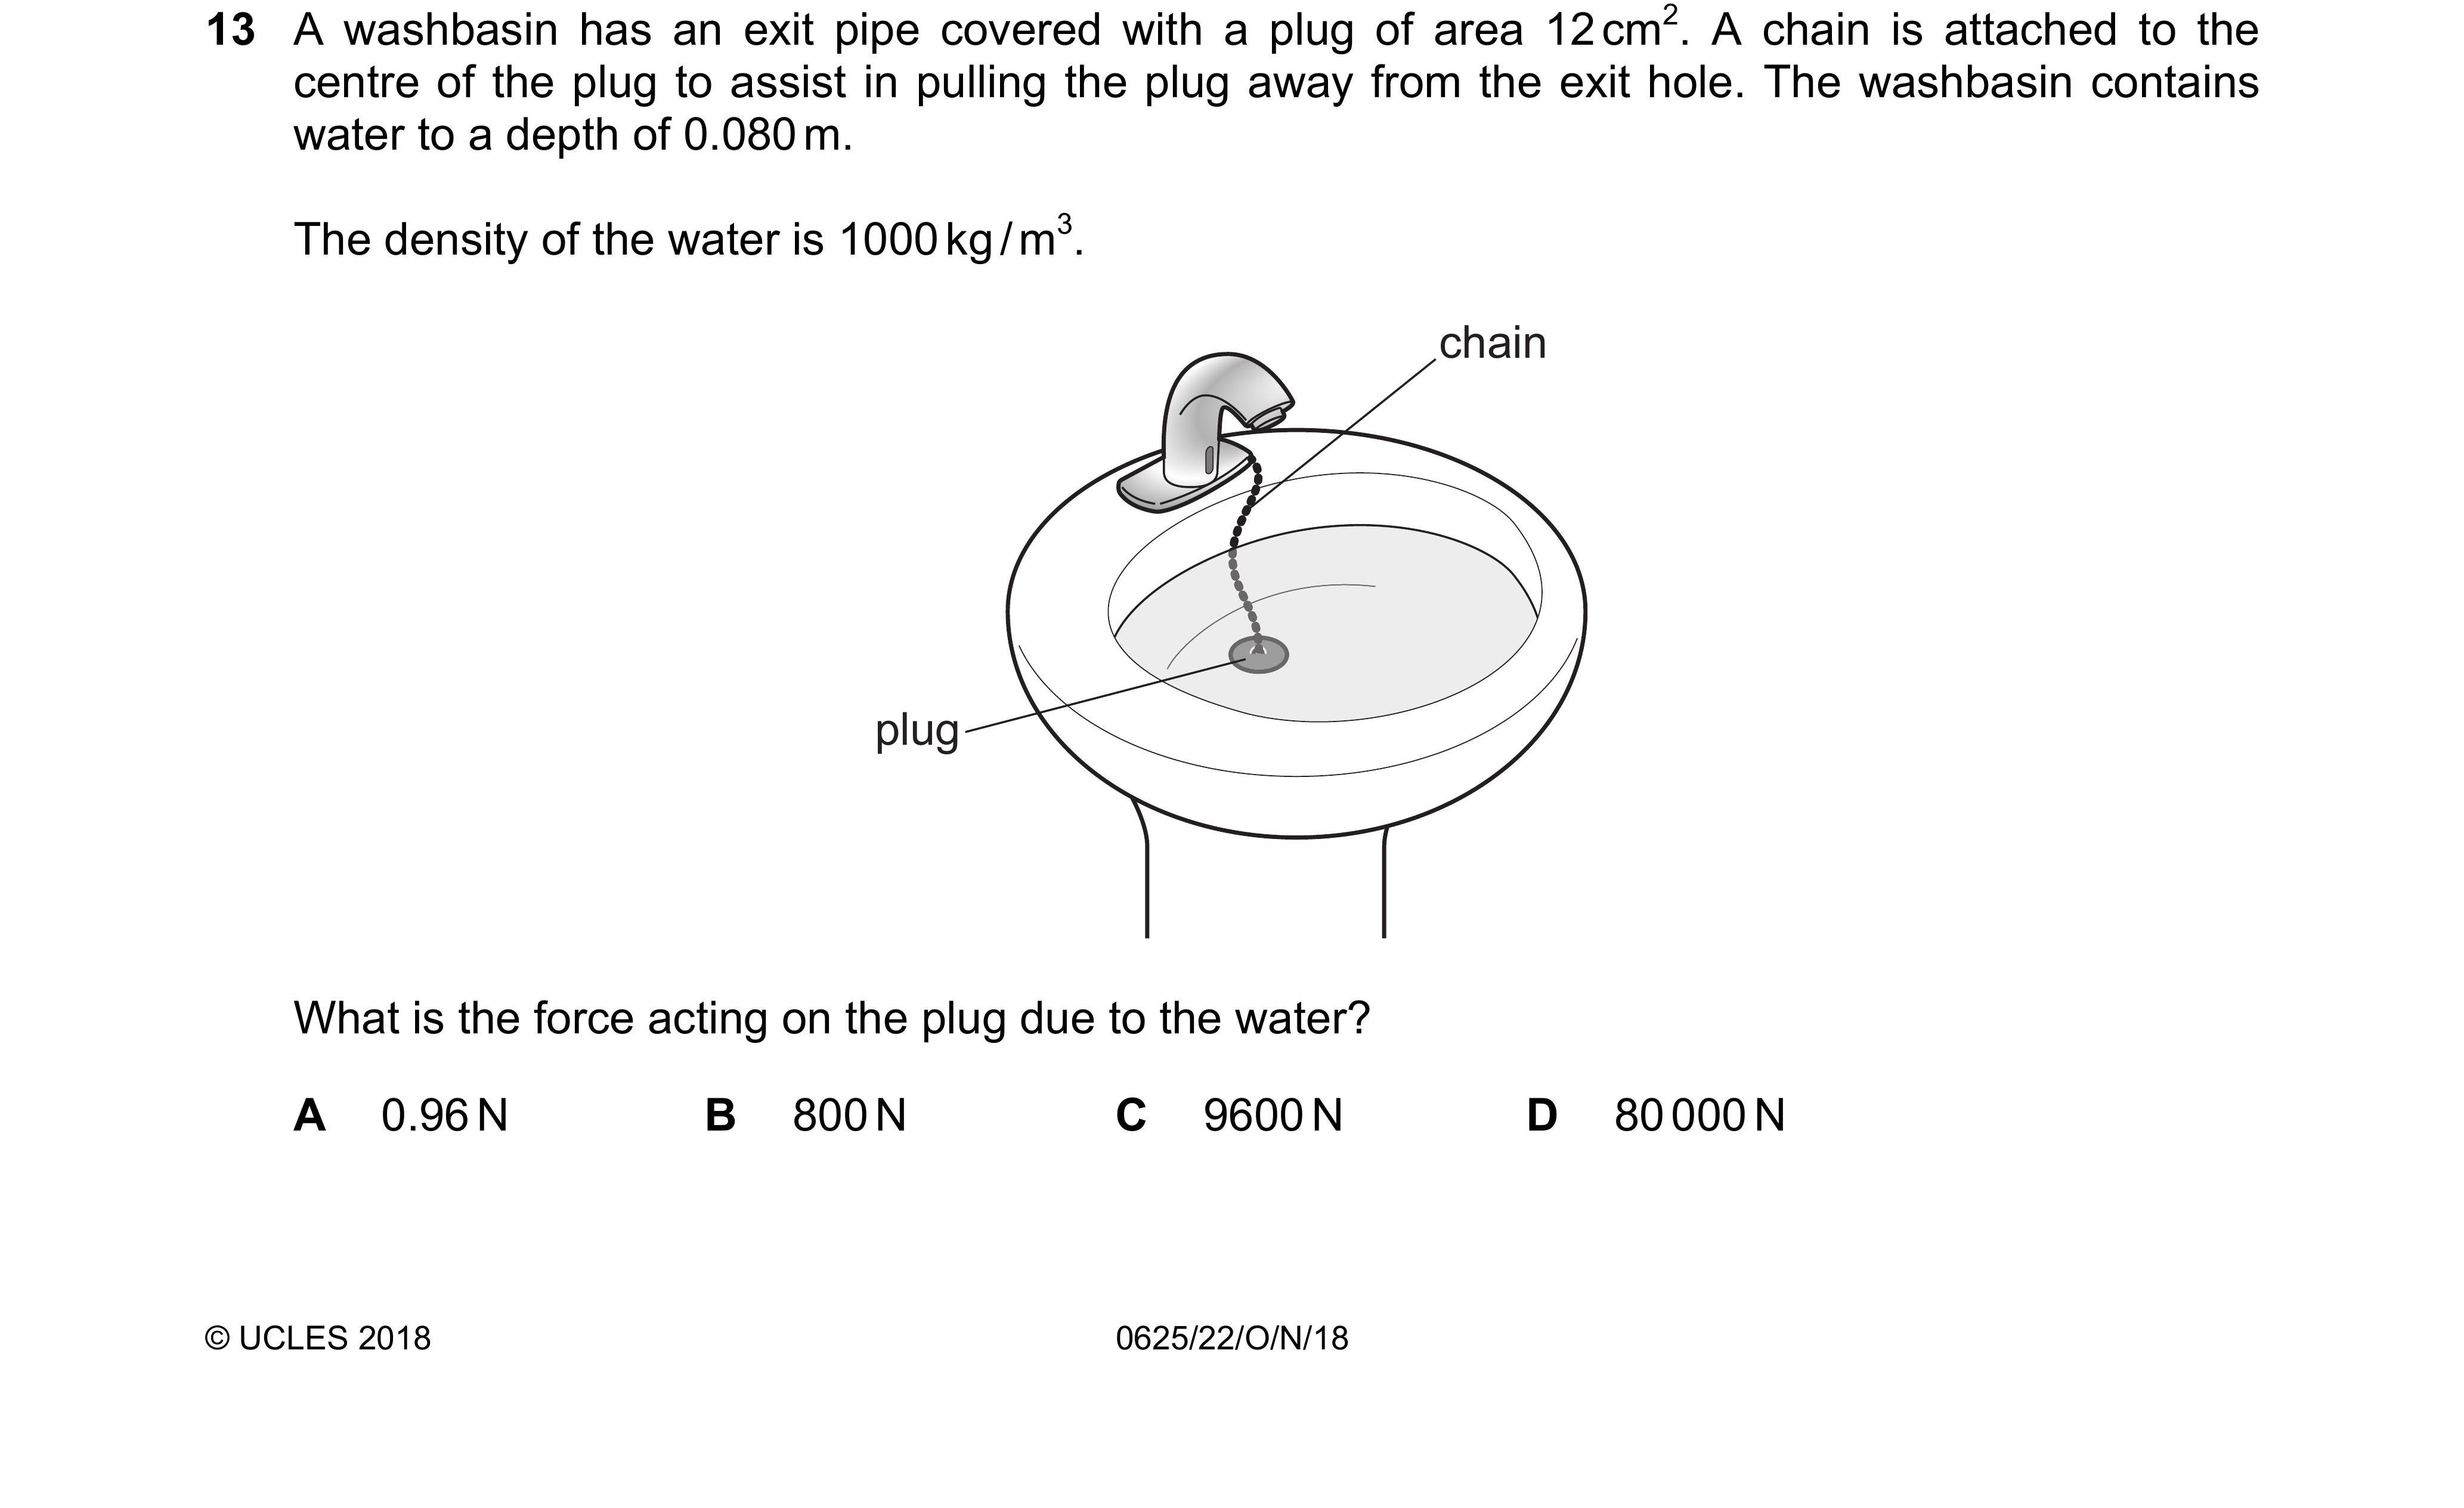 13 A washbasin has an exit pipe covered with a plug of area 12 cm². A chain is attached to the
centre of the plug to assist in pulling the plug away from the exit hole. The washbasin contains
water to a depth of 0.080 m.
The density of the water is 1000 kg / m³.
chain
plug
What is the force acting on the plug due to the water?
A 0.96 N B 800 N C 9600 N D 80 000 N
© UCLES 2018 0625/22/O/N/18